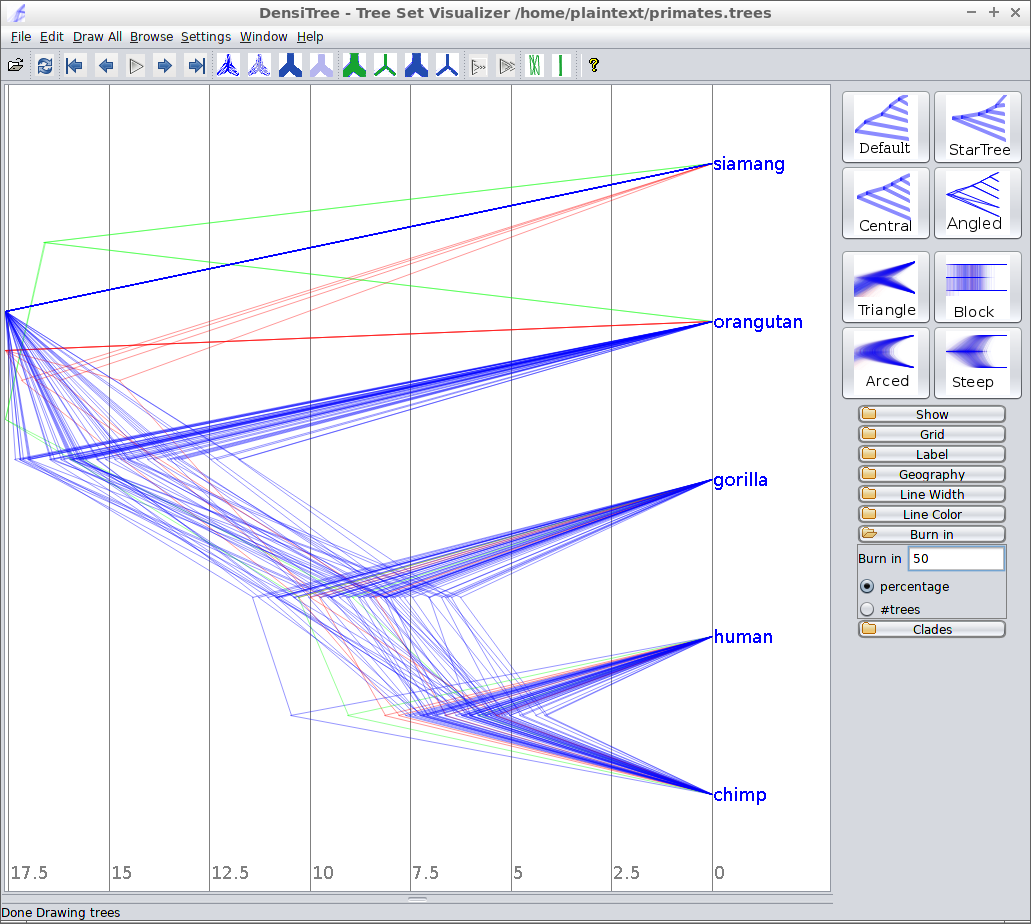 DensiTree - Tree Set Visualizer /home/plaintext/primates.trees
File Edit Draw All Browse Settings Window Help
?
siamang
orangutan
gorilla
human
chimp
17.5 15 12.5 10 7.5 5 2.5 0
Default StarTree
Central Angled
Triangle Block
Arced Steep
Show
Grid
Label
Geography
Line Width
Line Color
Burn in
Burn in 50
percentage
#trees
Clades
Done Drawing trees